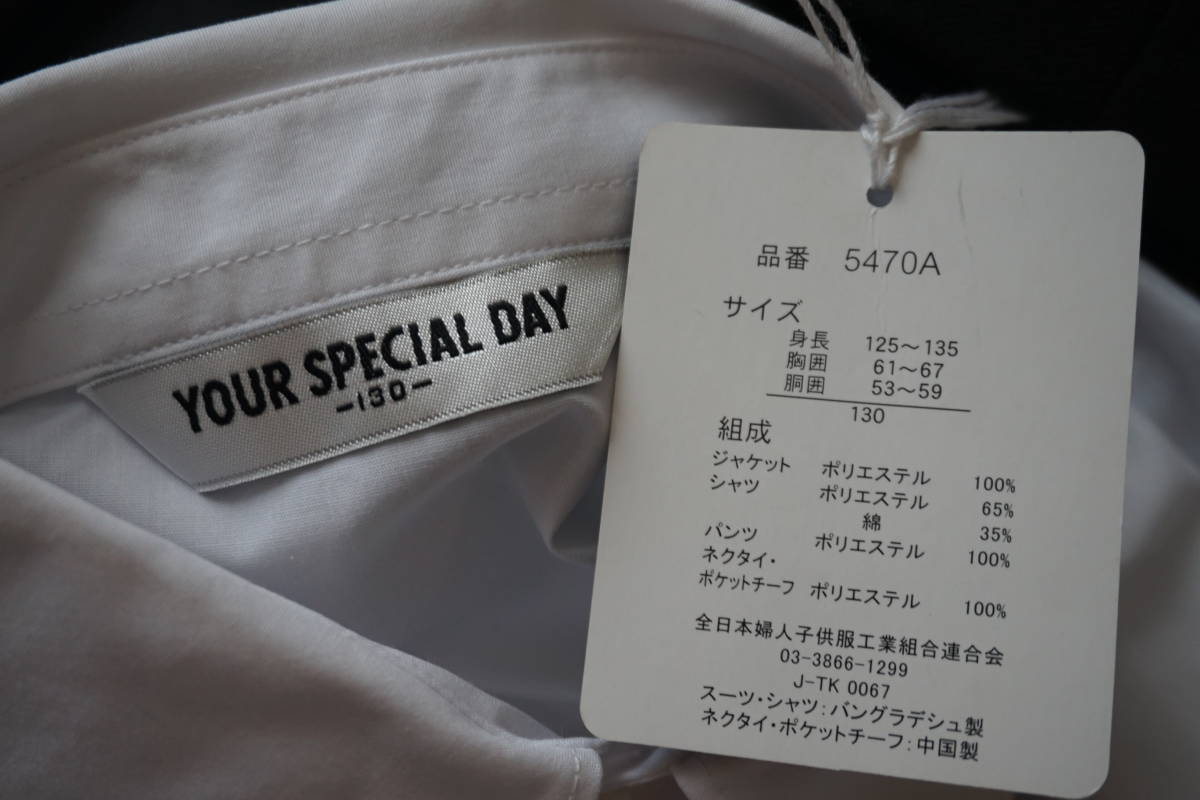 YOUR SPECIAL DAY
-130-
品番 5470A
サイズ
身長 125～135
胸囲 61～67
胴囲 53～59
130
組成
ジャケット ポリエステル 100%
シャツ ポリエステル 65%
綿 35%
パンツ ポリエステル 100%
ネクタイ・
ポケットチーフ ポリエステル 100%
全日本婦人子供服工業組合連合会
03-3866-1299
J-TK 0067
スーツ・シャツ：バングラデシュ製
ネクタイ・ポケットチーフ：中国製